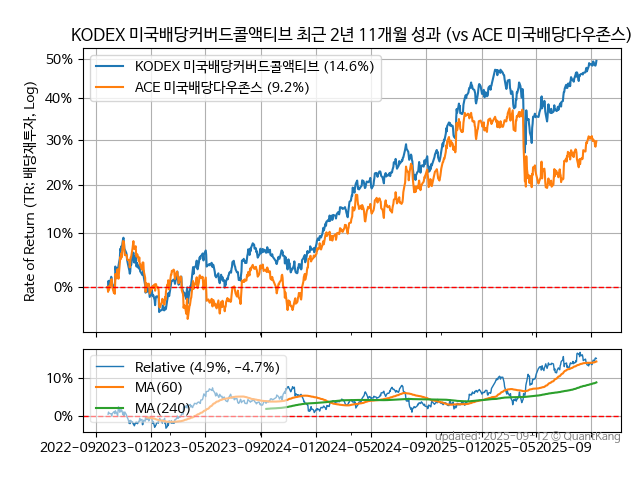 KODEX 미국배당커버드콜액티브 최근 2년 11개월 성과 (vs ACE 미국배당다우존스)
50%
40%
30%
20%
10%
0%
Rate of Return (TR: 배당재투자, Log)
KODEX 미국배당커버드콜액티브 (14.6%)
ACE 미국배당다우존스 (9.2%)
10%
0%
Relative (4.9%, -4.7%)
MA(60)
MA(240)
2022-09 2023-01 2023-05 2023-09 2024-01 2024-05 2024-09 2025-01 2025-05 2025-09
updated: 2025-09-12 © QuantKang